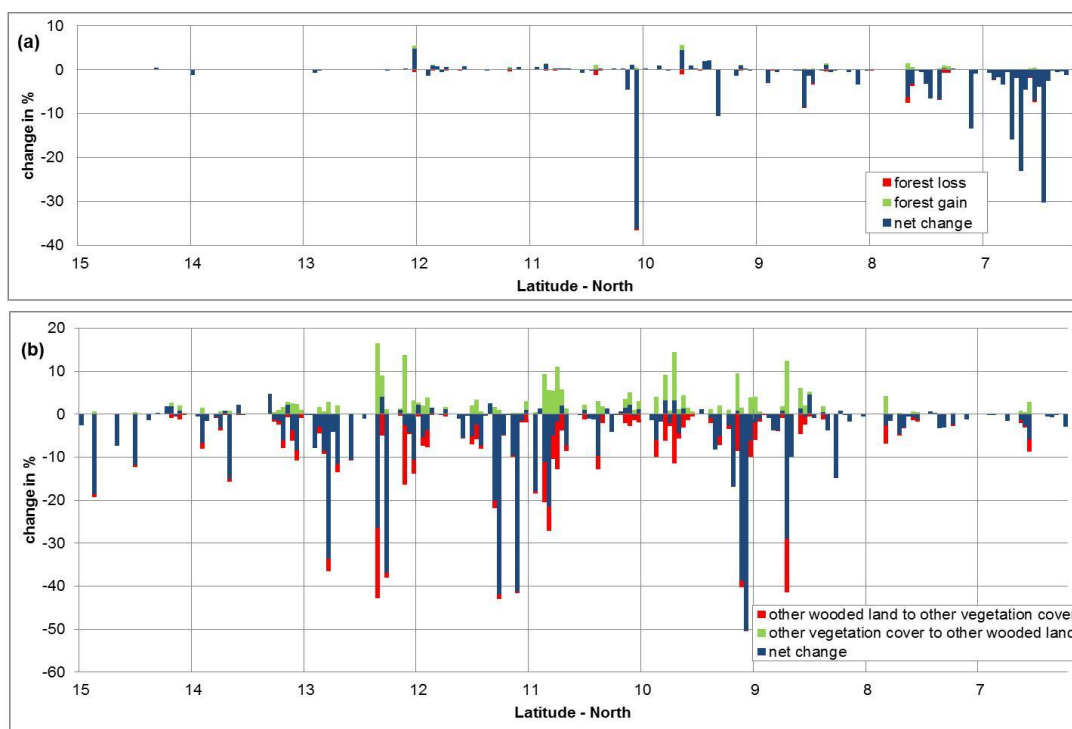 (a)
change in %
10
0
-10
-20
-30
-40
forest loss
forest gain
net change
15 14 13 12 11 10 9 8 7
Latitude - North
(b)
change in %
20
10
0
-10
-20
-30
-40
-50
-60
other wooded land to other vegetation cover
other vegetation cover to other wooded land
net change
15 14 13 12 11 10 9 8 7
Latitude - North